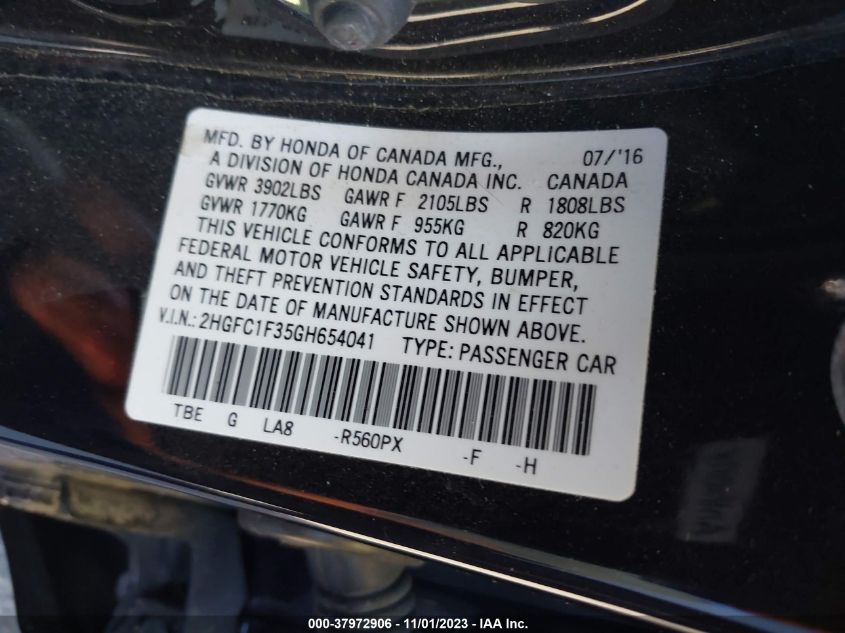 MFD. BY HONDA OF CANADA MFG., 07/'16
A DIVISION OF HONDA CANADA INC. CANADA
GVWR 3902LBS GAWR F 2105LBS R 1808LBS
GVWR 1770KG GAWR F 955KG R 820KG
THIS VEHICLE CONFORMS TO ALL APPLICABLE
FEDERAL MOTOR VEHICLE SAFETY, BUMPER,
AND THEFT PREVENTION STANDARDS IN EFFECT
ON THE DATE OF MANUFACTURE SHOWN ABOVE.
V.I.N.:2HGFC1F35GH654041 TYPE:PASSENGER CAR
TBE G LA8 -R560PX -F -H
000-37972906 - 11/01/2023 - IAA Inc.